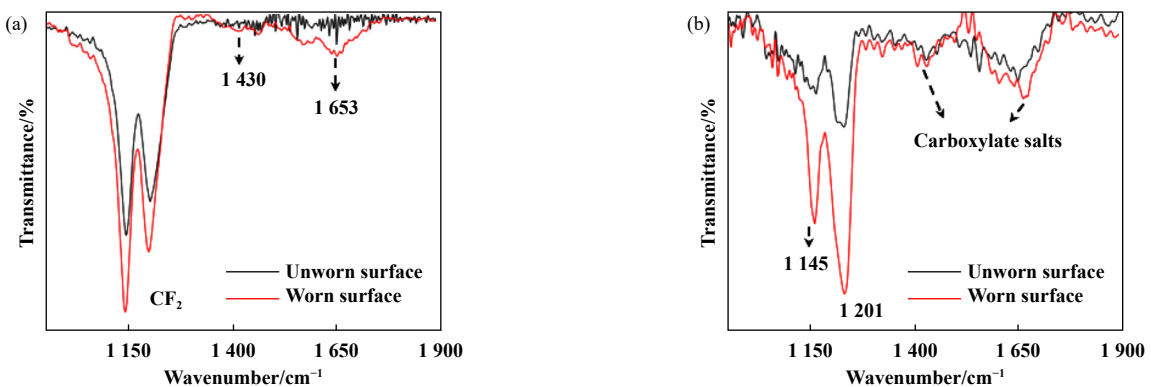 (a)
Transmittance/%
1 430
1 653
CF₂
Unworn surface
Worn surface
1 150
1 400
1 650
1 900
Wavenumber/cm⁻¹
(b)
Transmittance/%
Carboxylate salts
1 145
1 201
Unworn surface
Worn surface
1 150
1 400
1 650
1 900
Wavenumber/cm⁻¹